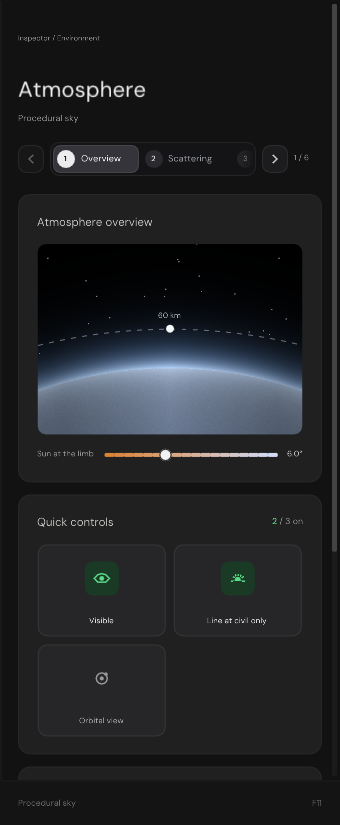 Inspector / Environment
Atmosphere
Procedural sky
1 Overview 2 Scattering 3 1 / 6
Atmosphere overview
60 km
Sun at the limb 6.0°
Quick controls 2 / 3 on
Visible Line at civil only
Orbital view
Procedural sky F11